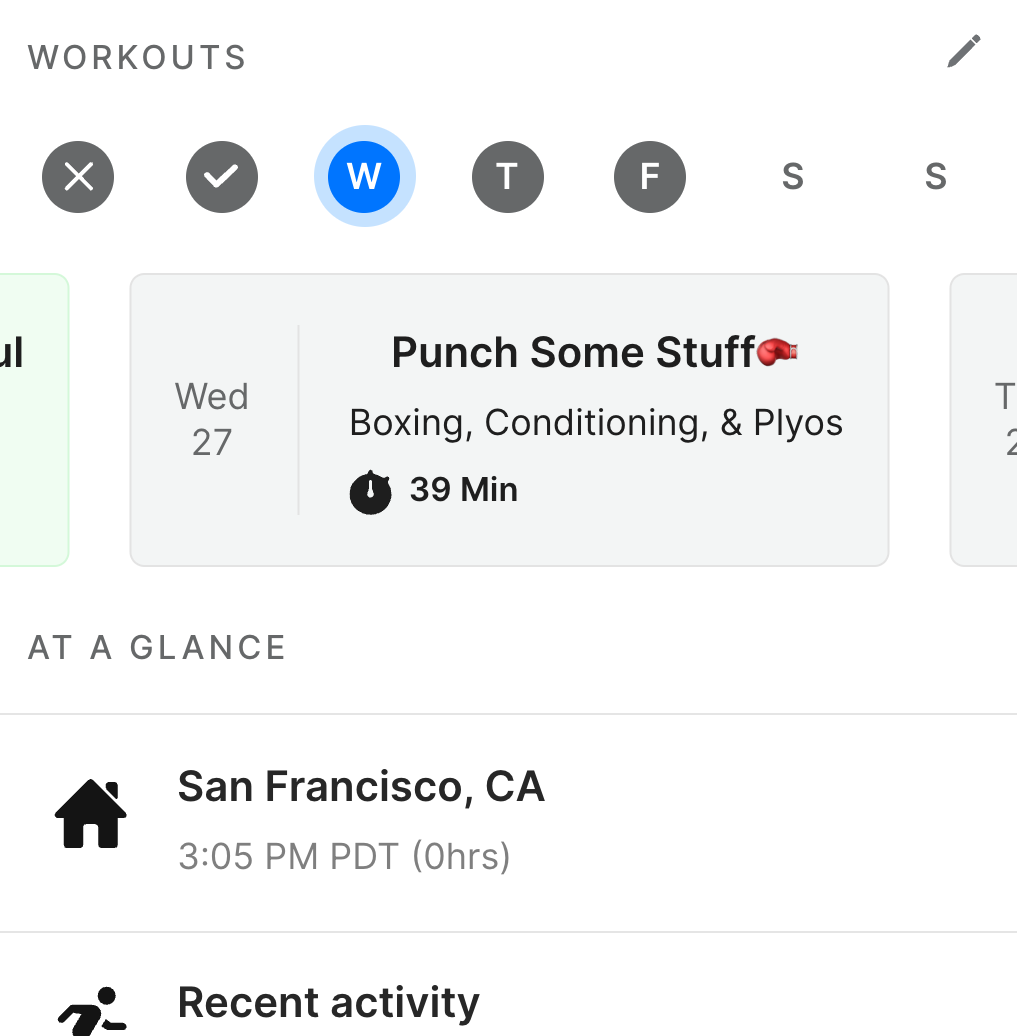 WORKOUTS
W T F S S
ul
Punch Some Stuff🥊
Wed
27
Boxing, Conditioning, & Plyos
39 Min
T
2
AT A GLANCE
San Francisco, CA
3:05 PM PDT (0hrs)
Recent activity